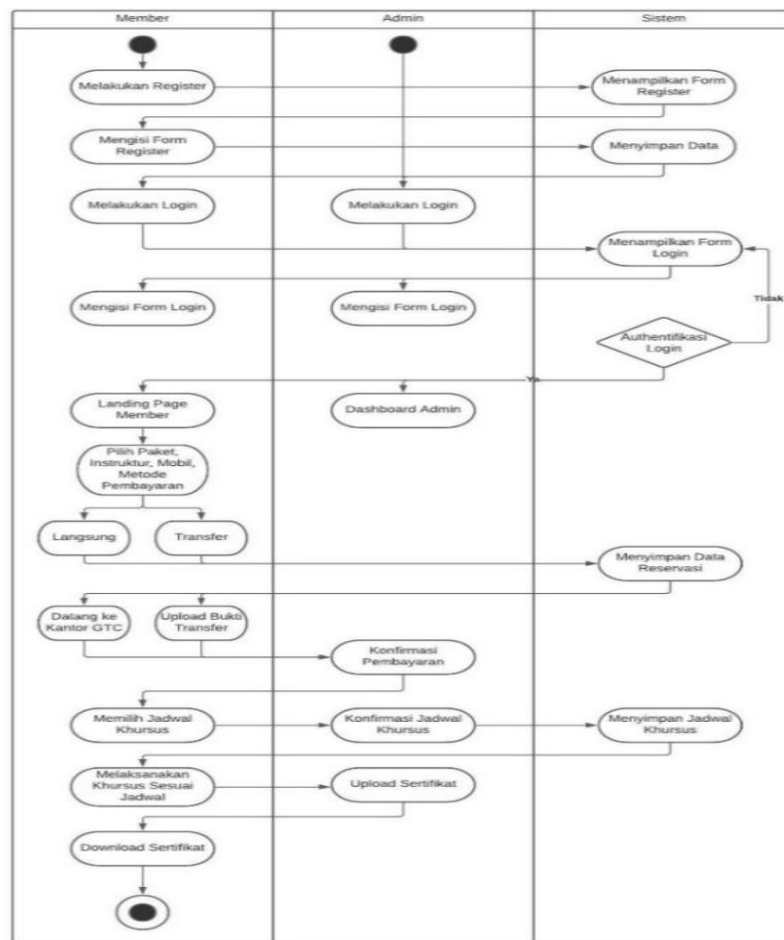 Member
Admin
Sistem
Melakukan Register
Menampilkan Form
Register
Mengisi Form
Register
Menyimpan Data
Melakukan Login
Melakukan Login
Menampilkan Form
Login
Mengisi Form Login
Mengisi Form Login
Tidak
Authentifikasi
Login
Ya
Landing Page
Member
Dashboard Admin
Pilih Paket,
Instruktur, Mobil,
Metode
Pembayaran
Langsung
Transfer
Menyimpan Data
Reservasi
Datang ke
Kantor GTC
Upload Bukti
Transfer
Konfirmasi
Pembayaran
Memilih Jadwal
Khursus
Konfirmasi Jadwal
Khursus
Menyimpan Jadwal
Khursus
Melaksanakan
Khursus Sesuai
Jadwal
Upload Sertifikat
Download Sertifikat